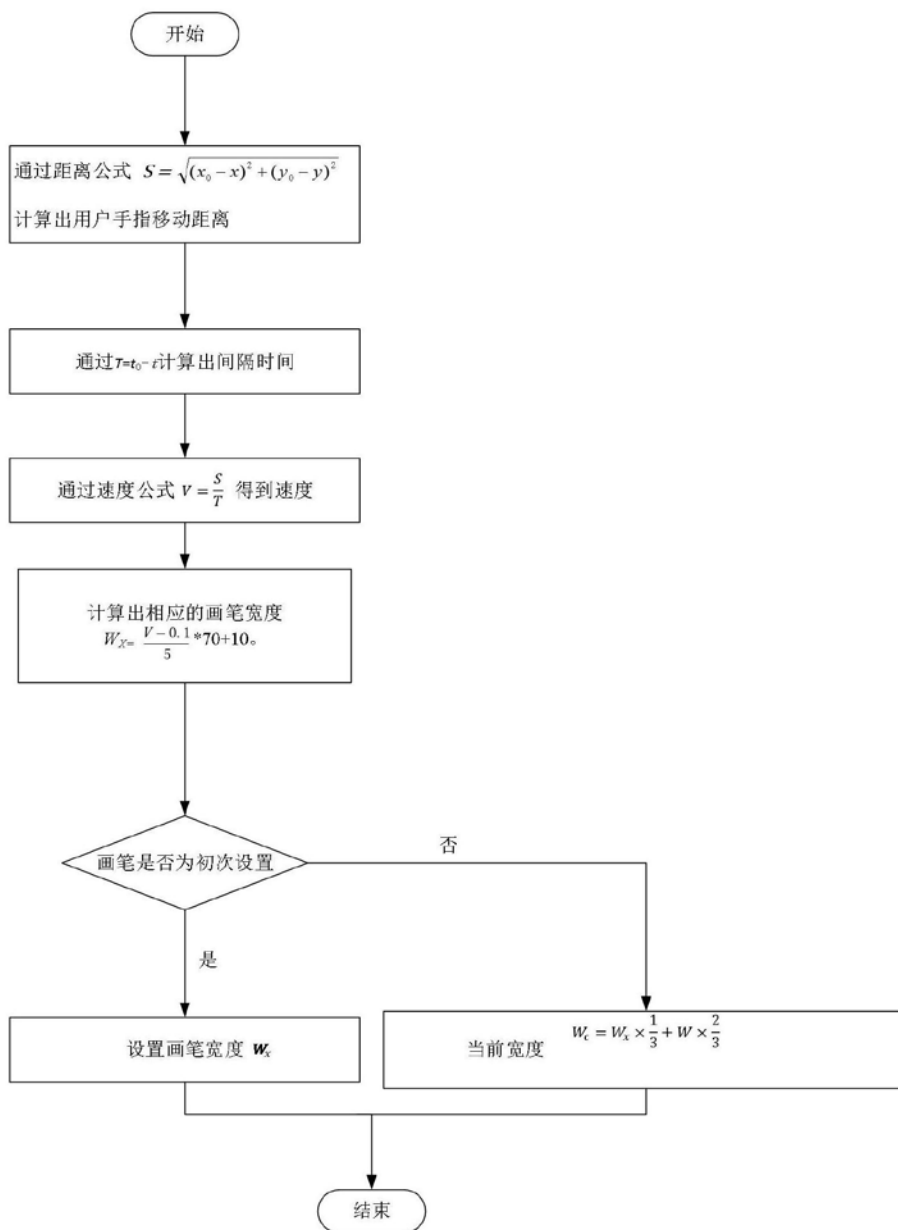 开始
通过距离公式 S = √((x₀ − x)² + (y₀ − y)²)
计算出用户手指移动距离
通过T=t₀− t计算出间隔时间
通过速度公式 V = S/T 得到速度
计算出相应的画笔宽度
W_X= (V − 0.1)/5 *70+10。
画笔是否为初次设置
否
是
设置画笔宽度 Wₓ
当前宽度 W_c = Wₓ × 1/3 + W × 2/3
结束